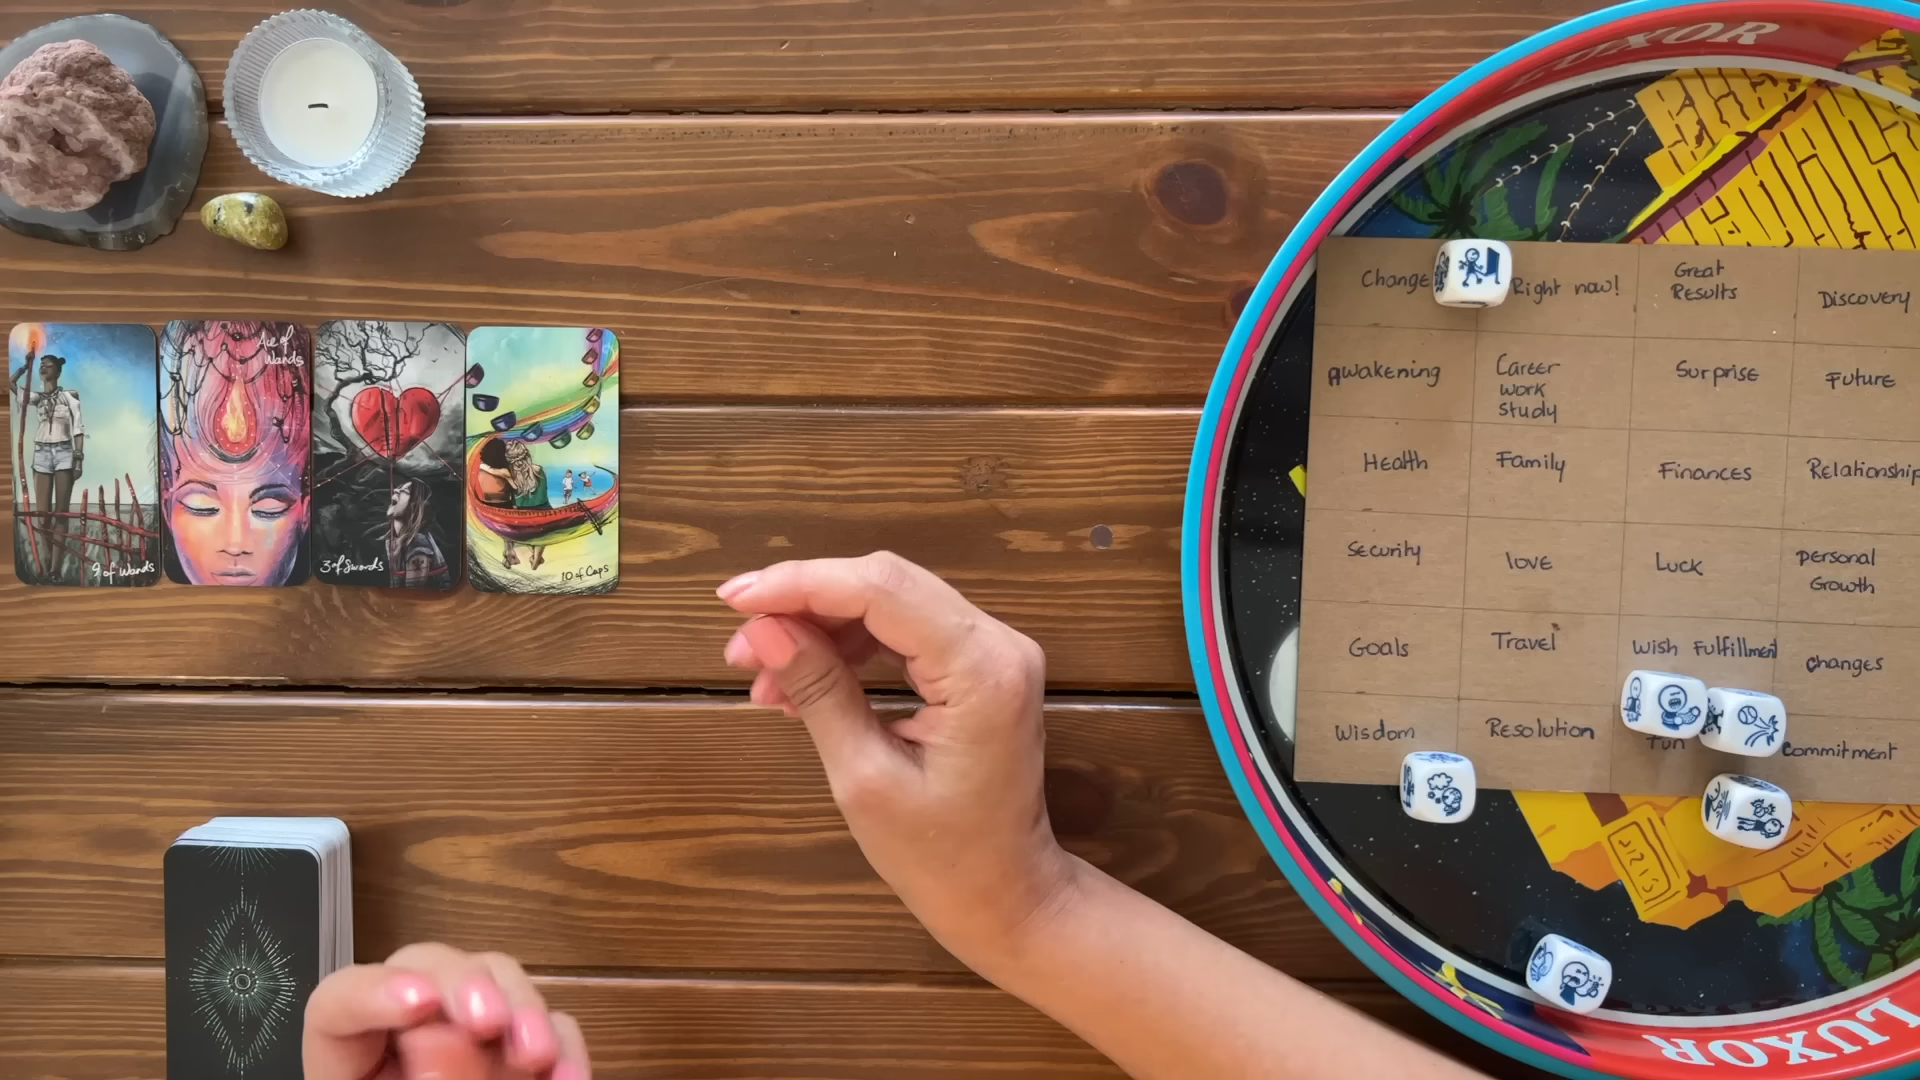 LUXOR
Change
Right now!
Great
Results
Discovery
Awakening
Career
work
study
Surprise
Future
Health
Family
Finances
Relationship
Security
love
Luck
personal
Growth
Goals
Travel
Wish Fulfillment
changes
Wisdom
Resolution
fun
Commitment
Ace of
Wands
9 of Wands
3 of Swords
10 of Cups
LUXOR